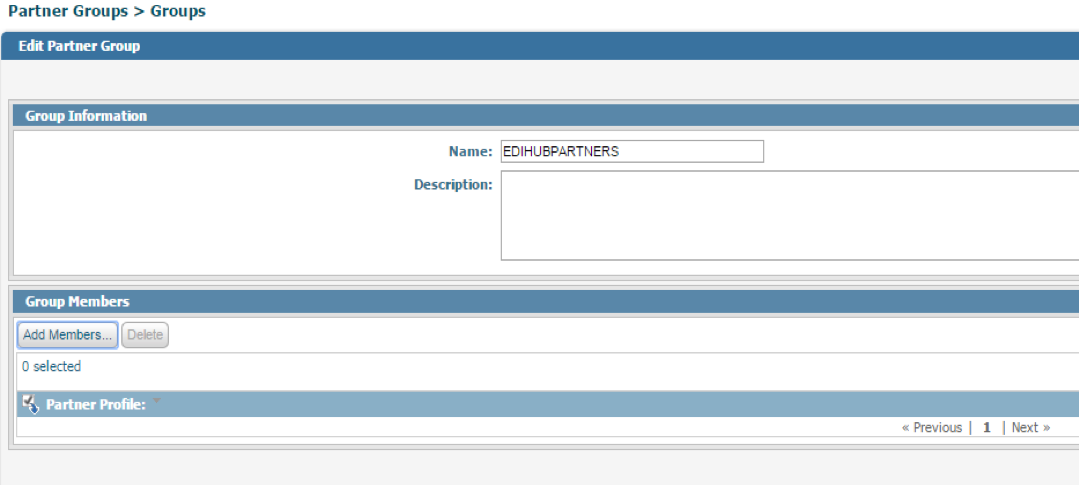 Partner Groups > Groups
Edit Partner Group
Group Information
Name: EDIHUBPARTNERS
Description:
Group Members
Add Members... Delete
0 selected
Partner Profile:
« Previous | 1 | Next »